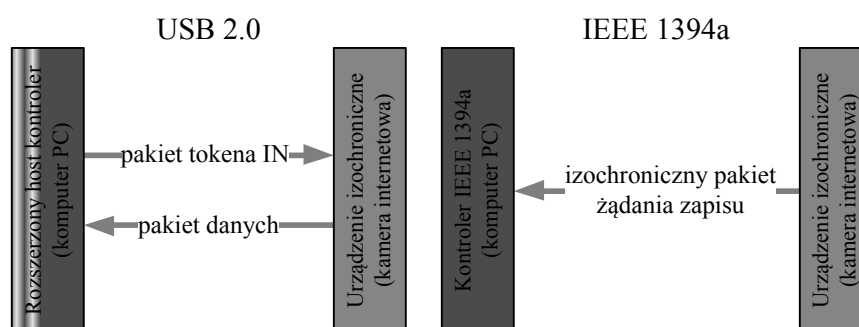 USB 2.0
IEEE 1394a
Rozszerzony host kontroler
(komputer PC)
pakiet tokena IN
pakiet danych
Urządzenie izochroniczne
(kamera internetowa)
Kontroler IEEE 1394a
(komputer PC)
izochroniczny pakiet
żądania zapisu
Urządzenie izochroniczne
(kamera internetowa)